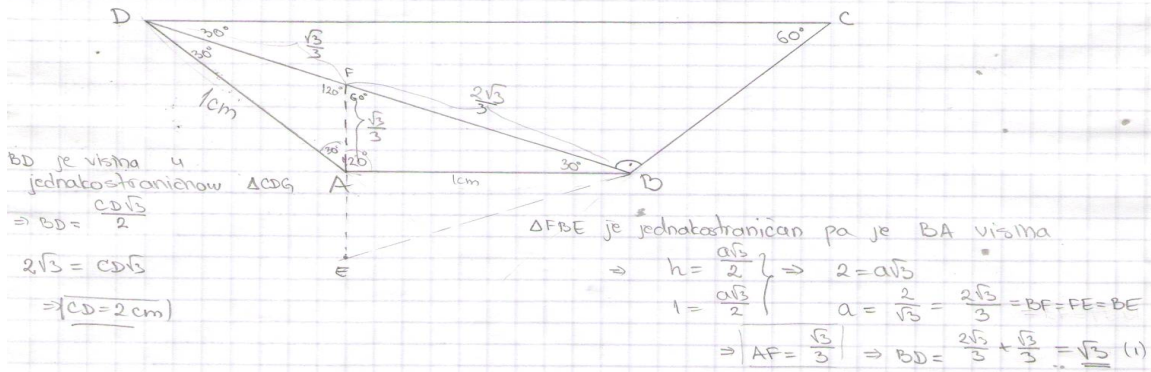 D
C
30°
√3/3
60°
30°
F
120°
60°
2√3/3
1cm
√3/3
30°
120°
30°
A
1cm
B
BD je visina u
jednakostraničnom ΔCDG
⇒ BD = CD√3/2
2√3 = CD√3
⇒ CD = 2cm
E
ΔFBE je jednakostraničan pa je BA visina
⇒ h = a√3/2 } ⇒ 2 = a√3
1 = a√3/2 a = 2/√3 = 2√3/3 = BF = FE = BE
⇒ AF = √3/3 ⇒ BD = 2√3/3 + √3/3 = √3 (1)